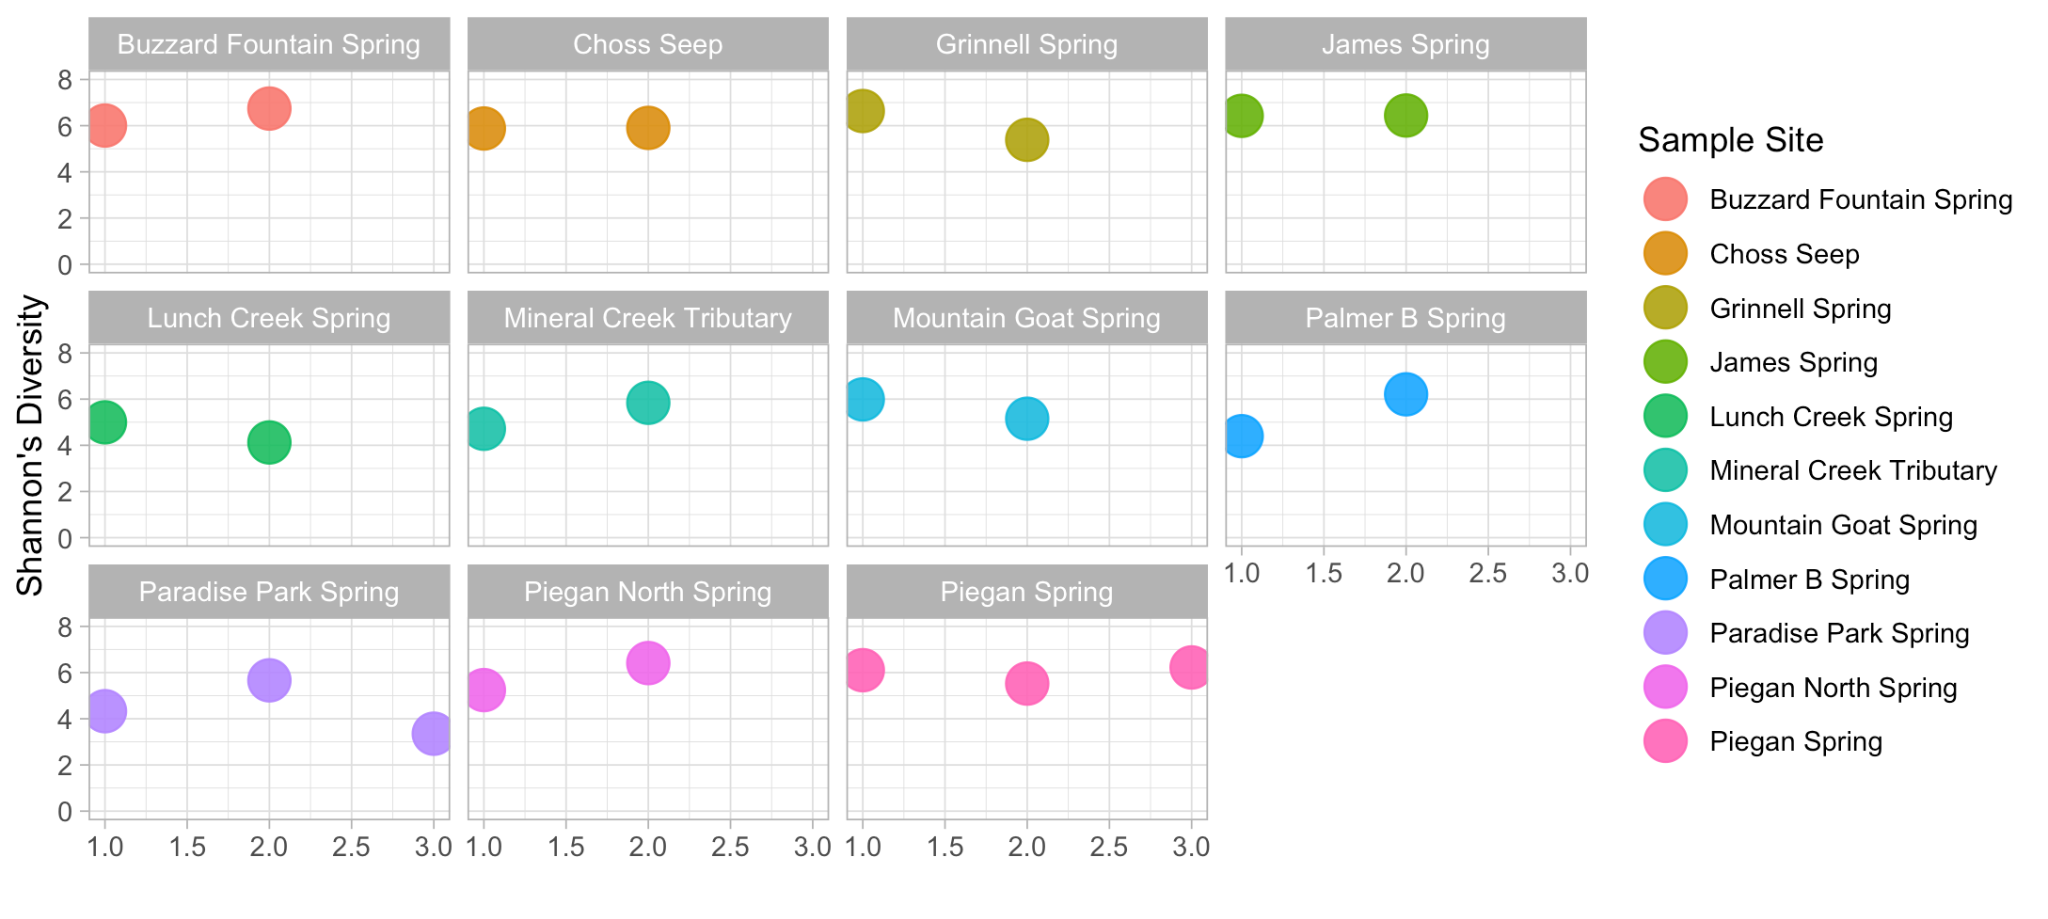 Buzzard Fountain Spring
Choss Seep
Grinnell Spring
James Spring
8
6
4
2
0
Lunch Creek Spring
Mineral Creek Tributary
Mountain Goat Spring
Palmer B Spring
8
6
4
2
0
1.0 1.5 2.0 2.5 3.0
Paradise Park Spring
Piegan North Spring
Piegan Spring
8
6
4
2
0
1.0 1.5 2.0 2.5 3.0
1.0 1.5 2.0 2.5 3.0
1.0 1.5 2.0 2.5 3.0
Shannon's Diversity
Sample Site
Buzzard Fountain Spring
Choss Seep
Grinnell Spring
James Spring
Lunch Creek Spring
Mineral Creek Tributary
Mountain Goat Spring
Palmer B Spring
Paradise Park Spring
Piegan North Spring
Piegan Spring